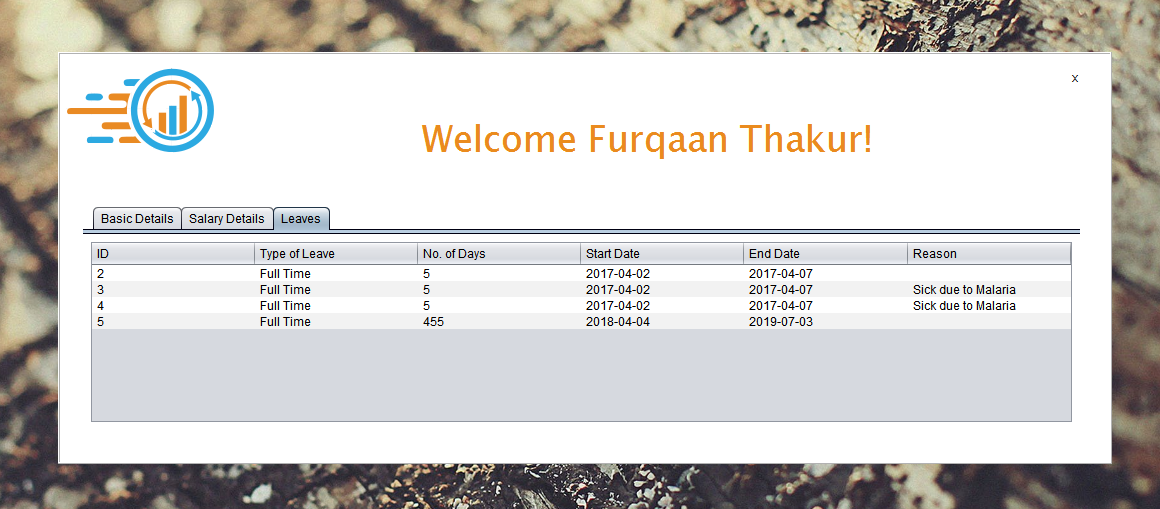 x
Welcome Furqaan Thakur!
Basic Details Salary Details Leaves
ID Type of Leave No. of Days Start Date End Date Reason
2 Full Time 5 2017-04-02 2017-04-07
3 Full Time 5 2017-04-02 2017-04-07 Sick due to Malaria
4 Full Time 5 2017-04-02 2017-04-07 Sick due to Malaria
5 Full Time 455 2018-04-04 2019-07-03